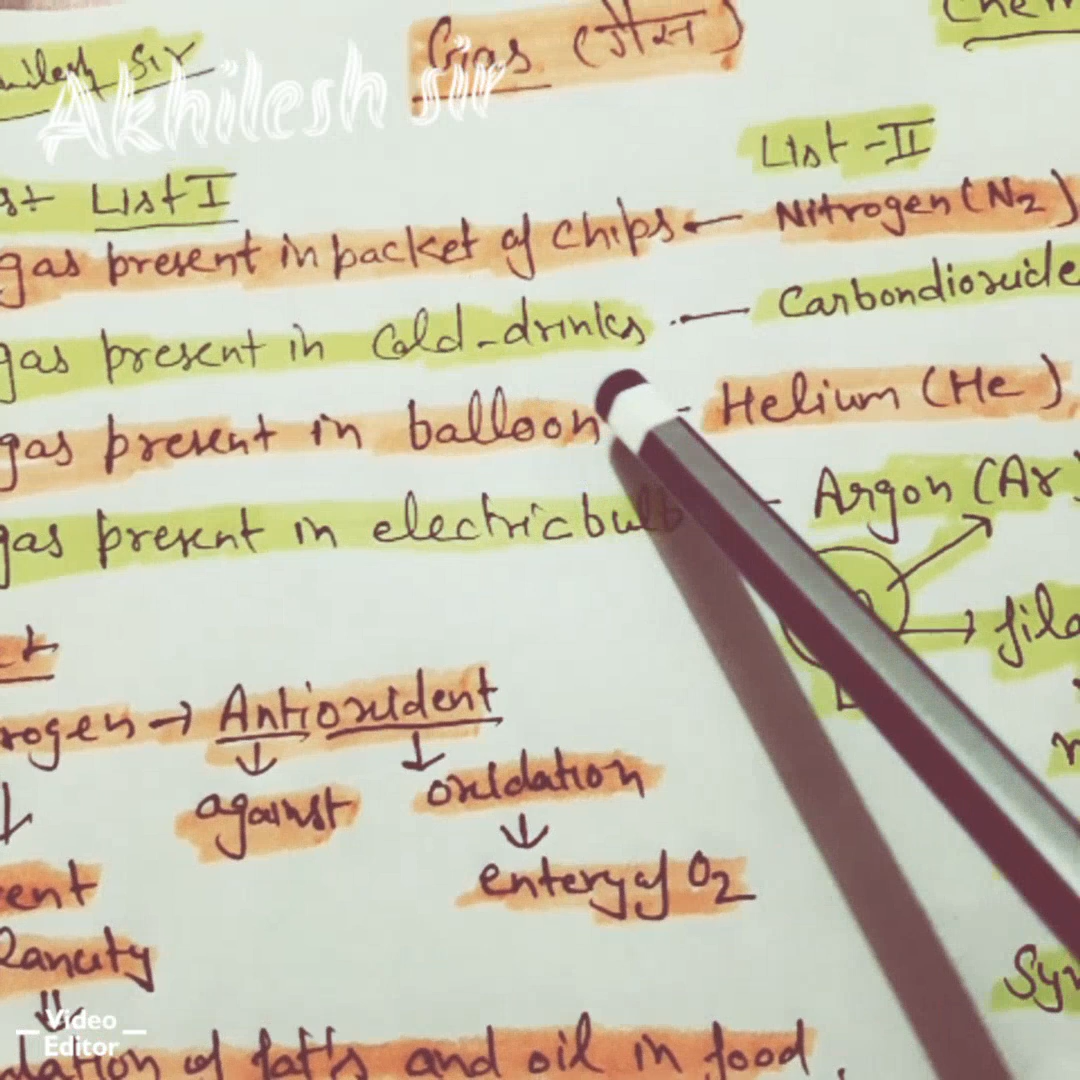 Akhilesh sir
Gas (गैस)
List-II
List I
gas present in packet of chips ← Nitrogen (N2)
gas present in Cold-drinks — Carbondioxide
gas present in balloon - Helium (He)
gas present in electric bulb - Argon (Ar)
→ Antioxident
against
oxidation
↓
entery of O2
Rancity
of fat's and oil in food.
Video
Editor